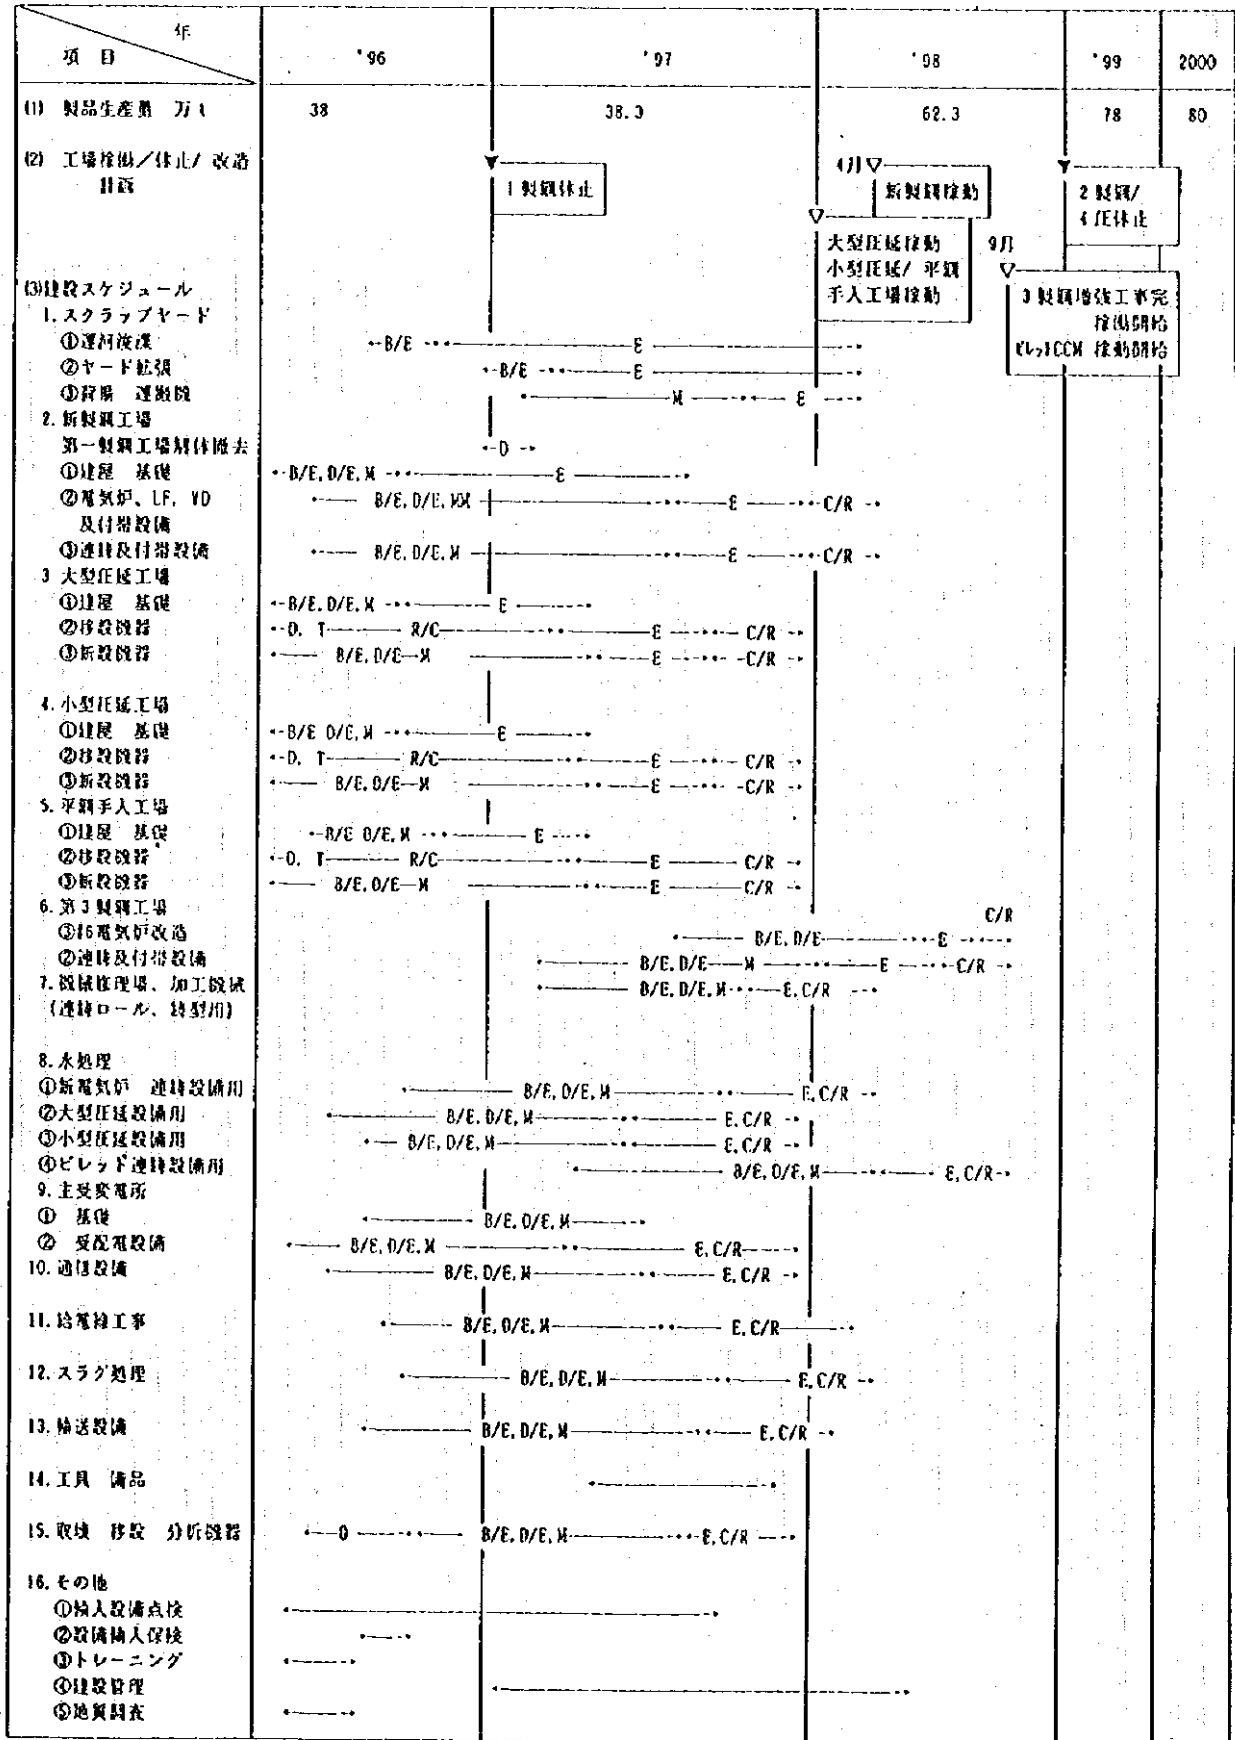 年
項 目
'96 '97 '98 '99 2000
(1) 製品生産量 万t 38 38.3 62.3 78 80
(2) 工場稼働/休止/改造
計画
1製鋼休止
4月
新製鋼稼動
2製鋼/
4圧休止
大型圧延稼動
小型圧延/平鋼
手入工場稼動
9月
3製鋼増強工事完
稼働開始
ビレットCCM 稼動開始
(3)建設スケジュール
1.スクラップヤード
①運河浚渫 B/E E
②ヤード拡張 B/E E
③荷揚 運搬機 M E
2.新製鋼工場
第一製鋼工場解体撤去 D
①建屋 基礎 B/E, D/E, M E
②電気炉、LF, VD B/E, D/E, M E C/R
及付帯設備
③連鋳及付帯設備 B/E, D/E, M E C/R
3 大型圧延工場
①建屋 基礎 B/E, D/E, M E
②移設機器 D, T R/C E C/R
③新設機器 B/E, D/E M E C/R
4.小型圧延工場
①建屋 基礎 B/E D/E, M E
②移設機器 D, T R/C E C/R
③新設機器 B/E, D/E M E C/R
5.平鋼手入工場
①建屋 基礎 B/E D/E, M E
②移設機器 D, T R/C E C/R
③新設機器 B/E, D/E M E C/R
6.第3製鋼工場 C/R
電気炉改造 B/E, D/E E
②連鋳及付帯設備 B/E, D/E M E C/R
7.機械修理場、加工機械 B/E, D/E, M E, C/R
(連鋳ロール、鋳型用)
8.水処理
①新電気炉 連鋳設備用 B/E, D/E, M E, C/R
②大型圧延設備用 B/E, D/E, M E, C/R
③小型圧延設備用 B/E, D/E, M E, C/R
④ビレット連鋳設備用 B/E, D/E, M E, C/R
9.主受変電所
① 基礎 B/E, D/E, M
② 受配電設備 B/E, D/E, M E, C/R
10.通信設備 B/E, D/E, M E, C/R
11.給電線工事 B/E, D/E, M E, C/R
12.スラグ処理 B/E, D/E, M E, C/R
13.輸送設備 B/E, D/E, M E, C/R
14.工具 備品
15. 移設 分析機器 D B/E, D/E, M E, C/R
16.その他
①輸入設備点検
②設備輸入保険
③トレーニング
④建設管理
⑤地質調査